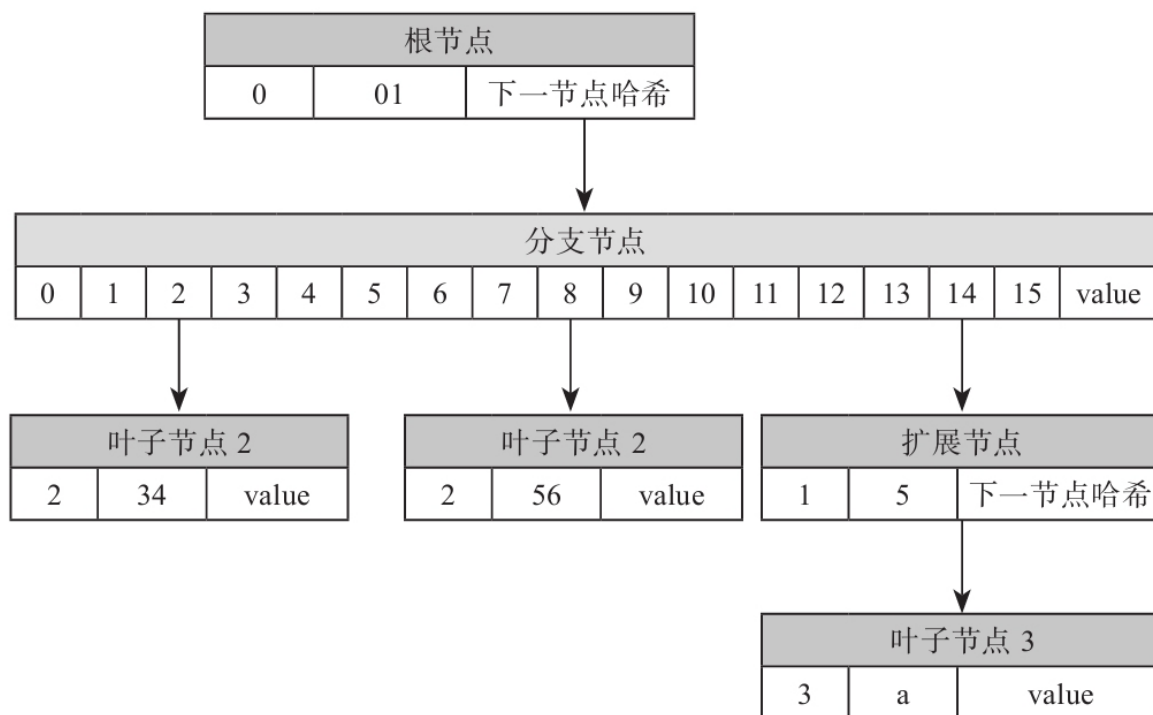 根节点
0 01 下一节点哈希
分支节点
0 1 2 3 4 5 6 7 8 9 10 11 12 13 14 15 value
叶子节点 2 叶子节点 2 扩展节点
2 34 value 2 56 value 1 5 下一节点哈希
叶子节点 3
3 a value